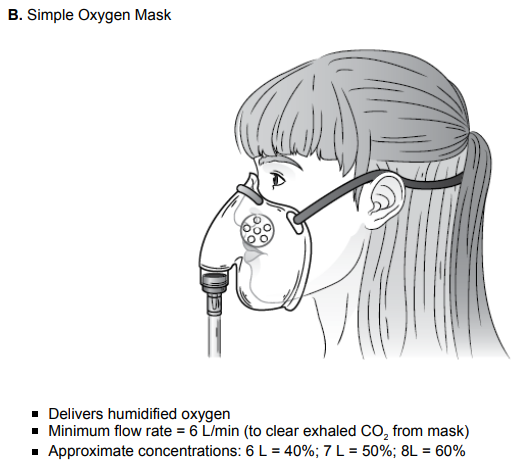 B. Simple Oxygen Mask
▪ Delivers humidified oxygen
▪ Minimum flow rate = 6 L/min (to clear exhaled CO₂ from mask)
▪ Approximate concentrations: 6 L = 40%; 7 L = 50%; 8L = 60%